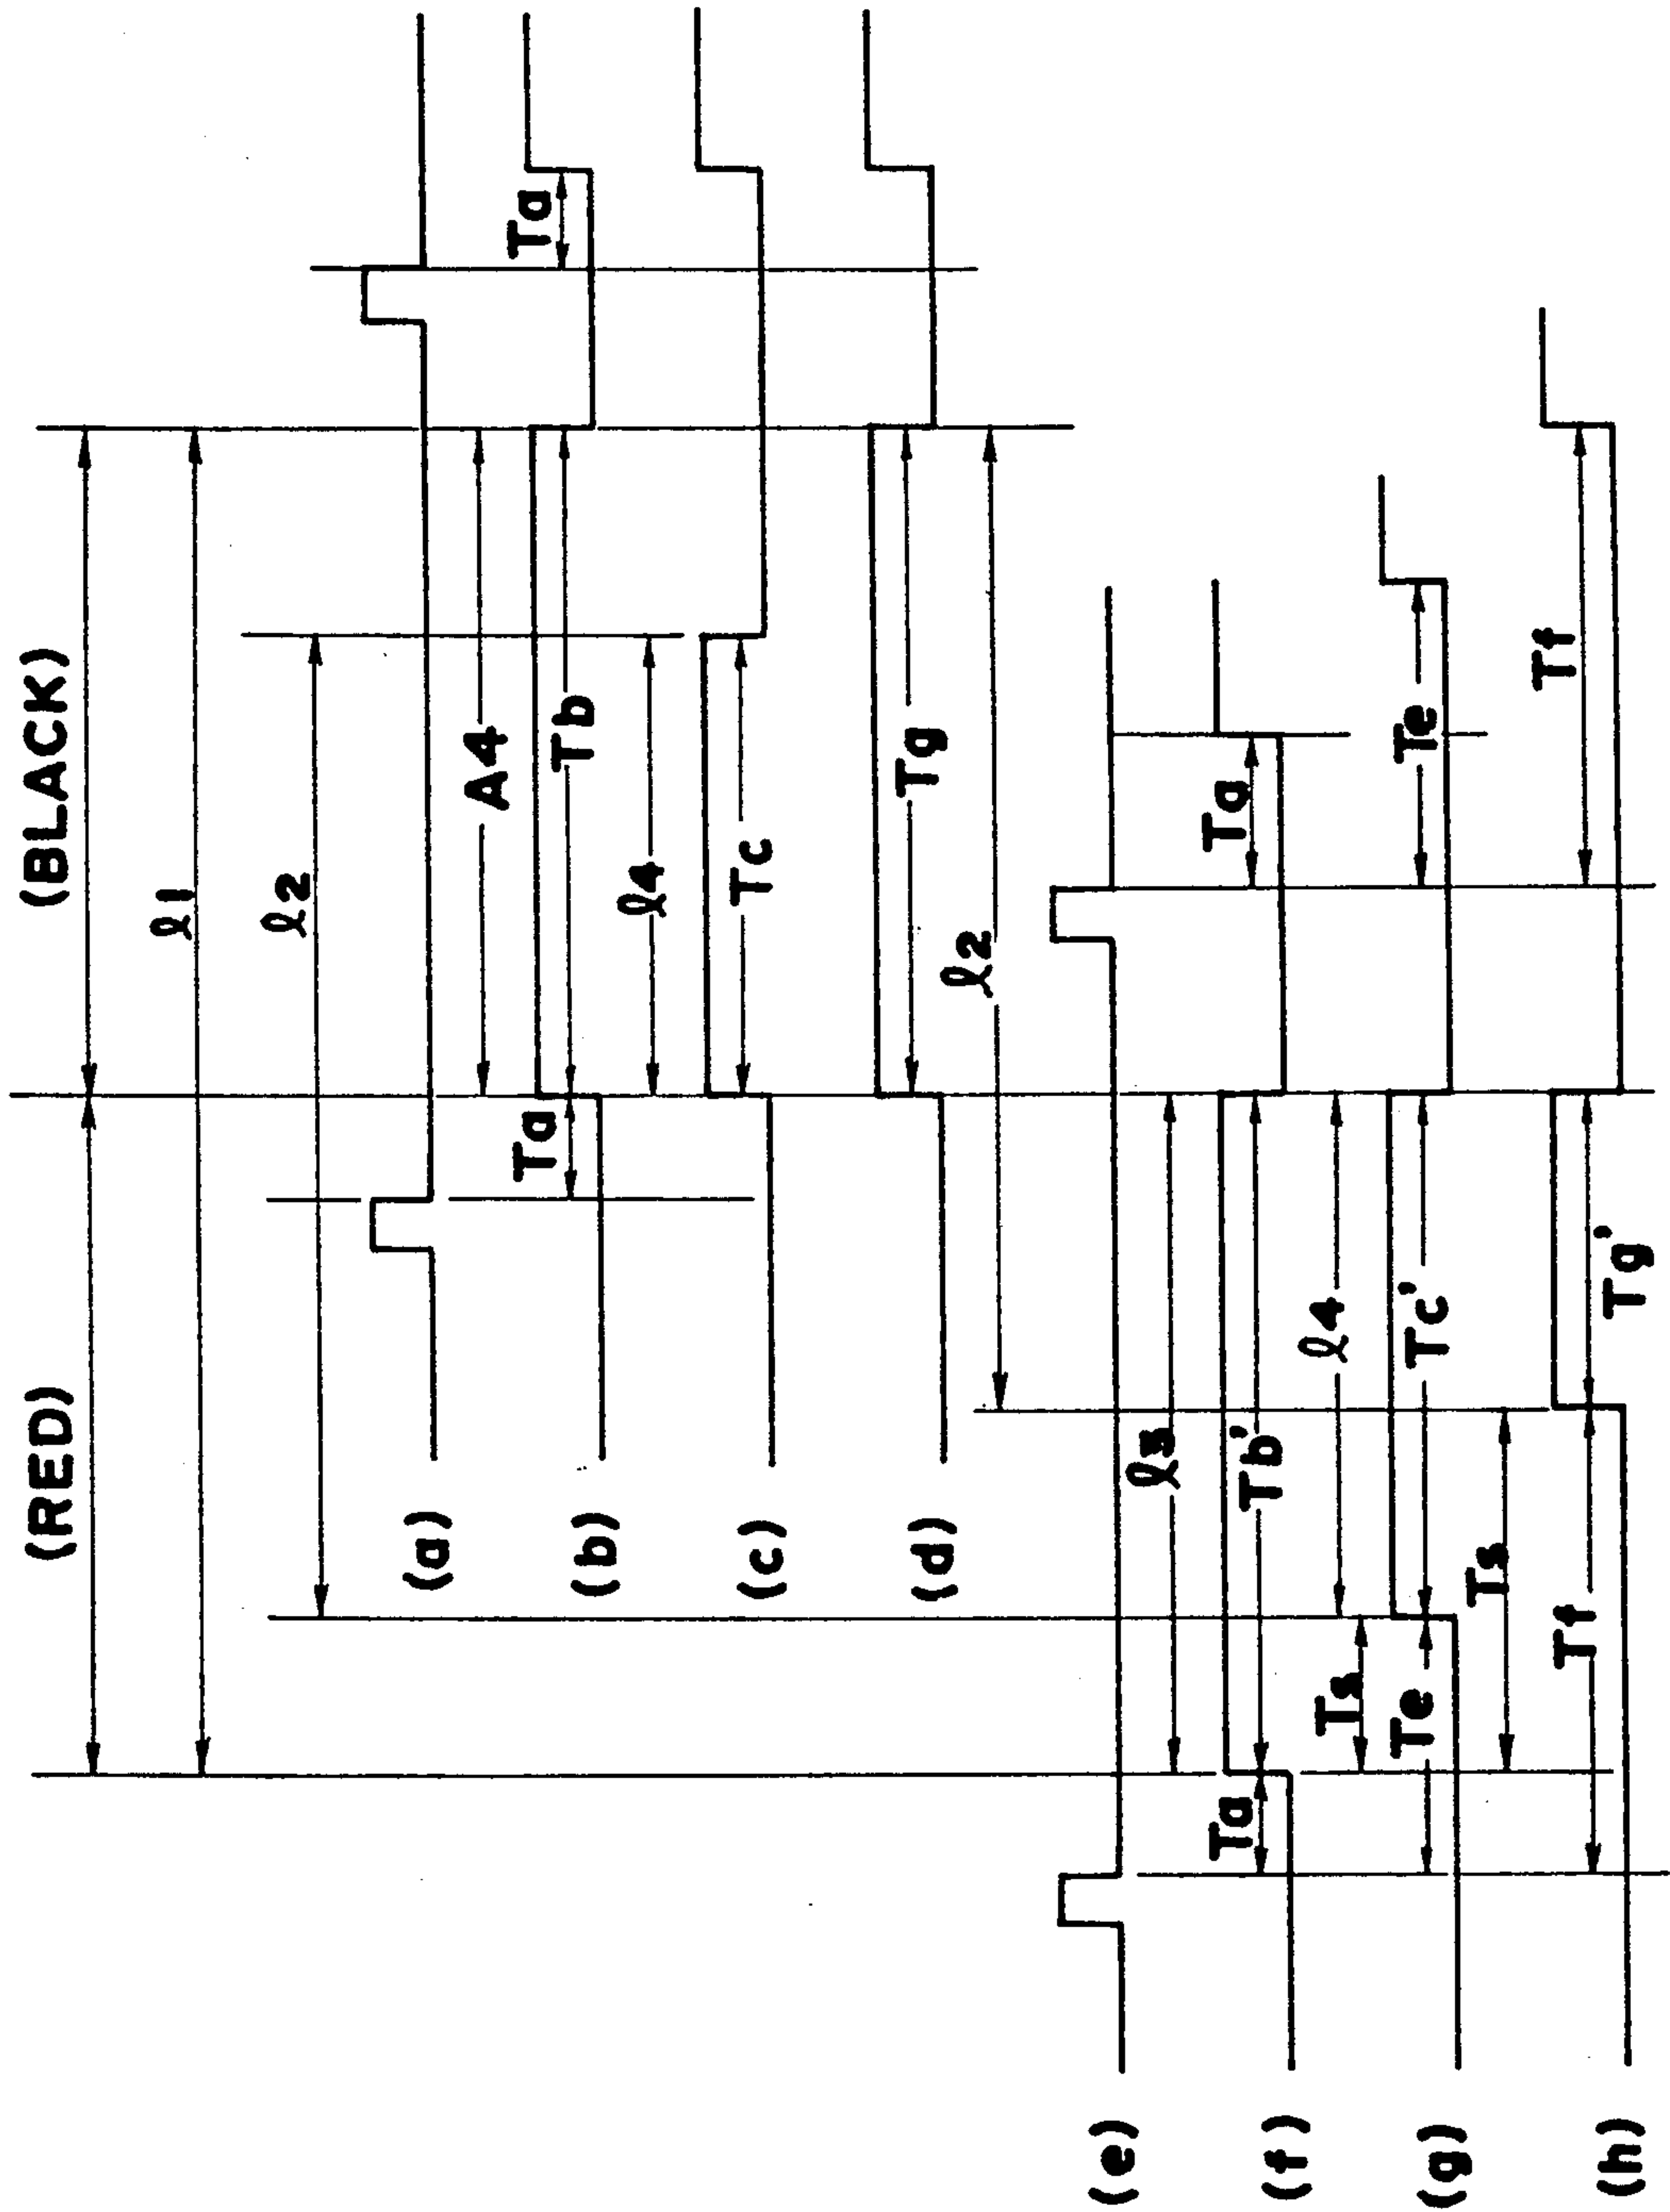 (RED) (BLACK)
ℓ1
ℓ2
(a)
A4
Ta
(b) Ta Tb
ℓ4
(c) Tc
(d) Tg
ℓ2
(e)
ℓ3
(f) Ta Tb' Ta
Ts ℓ4
(g) Te Tc' Te
Ts
(h) Tf Tg' Tf